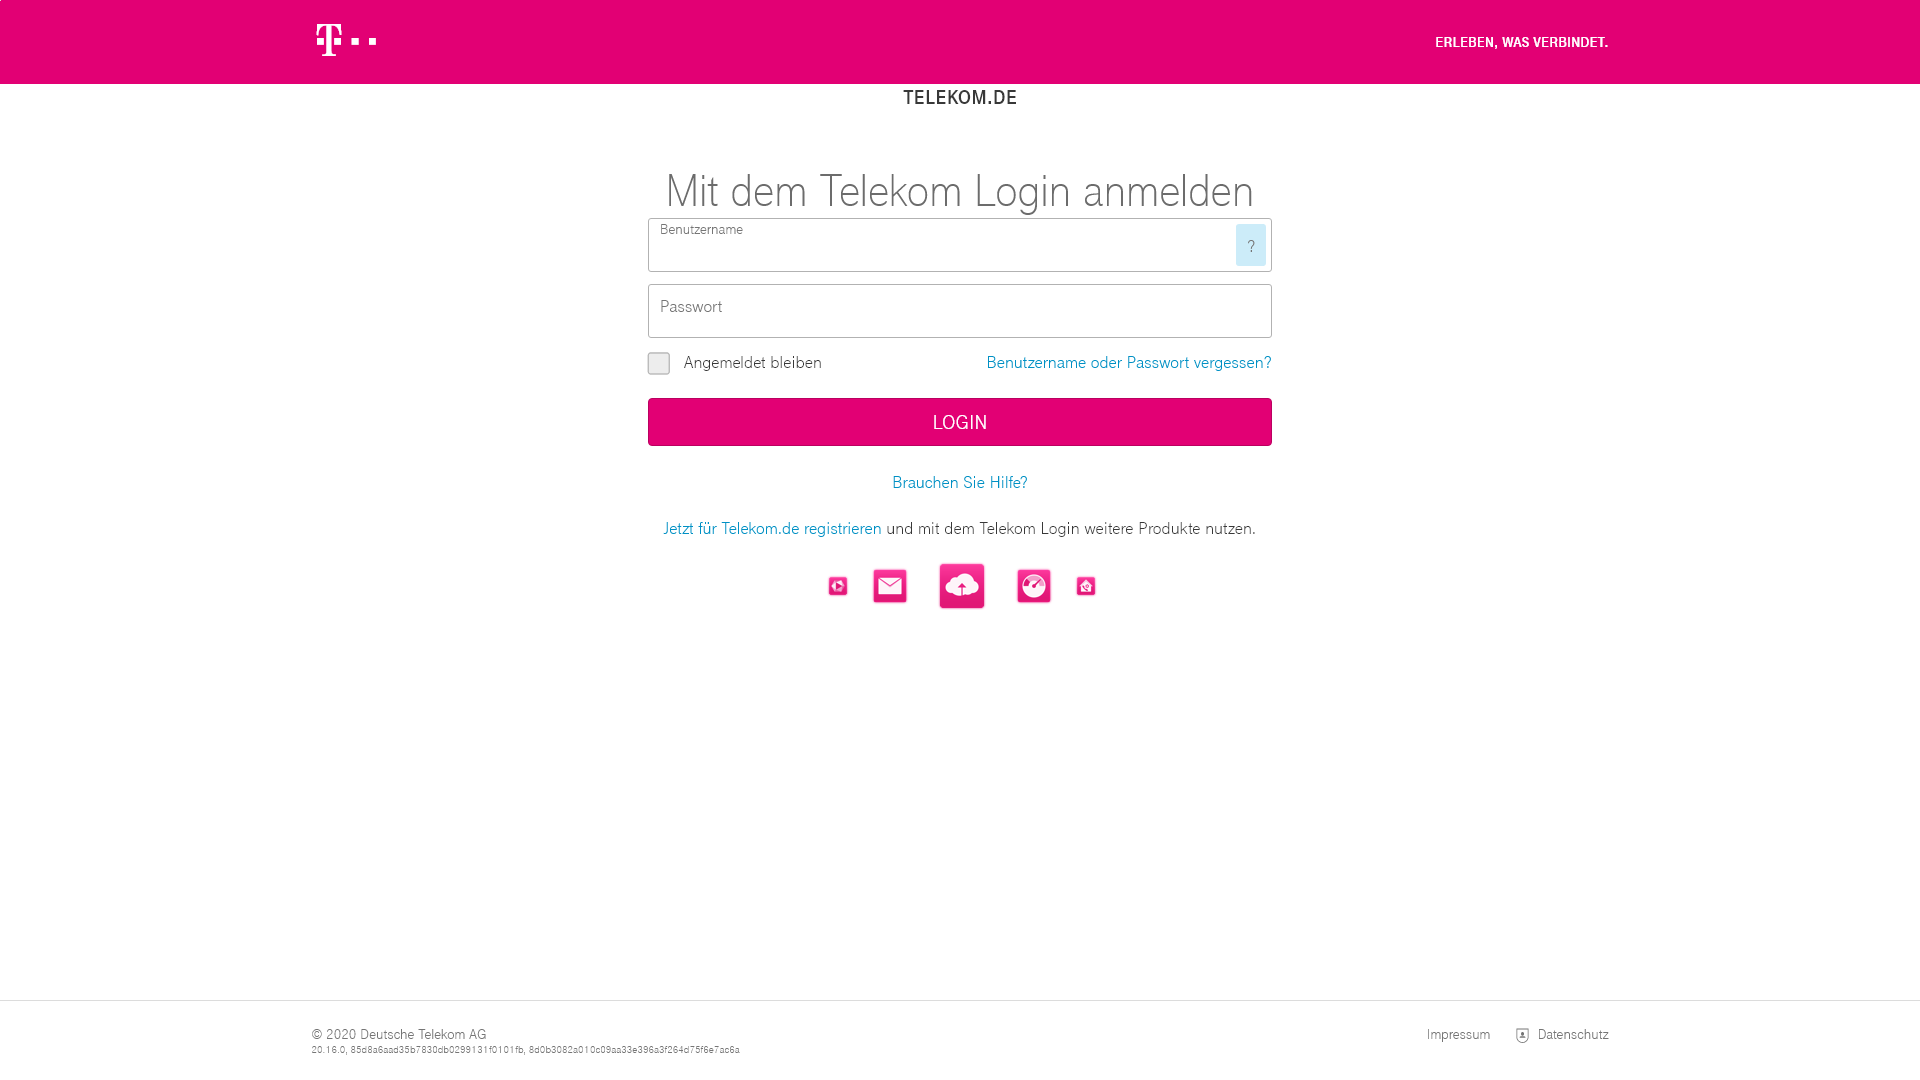 T
ERLEBEN, WAS VERBINDET.
TELEKOM.DE
Mit dem Telekom Login anmelden
Benutzername
?
Passwort
Angemeldet bleiben
Benutzername oder Passwort vergessen?
LOGIN
Brauchen Sie Hilfe?
Jetzt für Telekom.de registrieren und mit dem Telekom Login weitere Produkte nutzen.
© 2020 Deutsche Telekom AG
20.16.0, 85d8a6aad35b7830db0299131f0101fb, 8d0b3082a010c09aa33e396a3f264d75f6e7ac6a
Impressum
Datenschutz